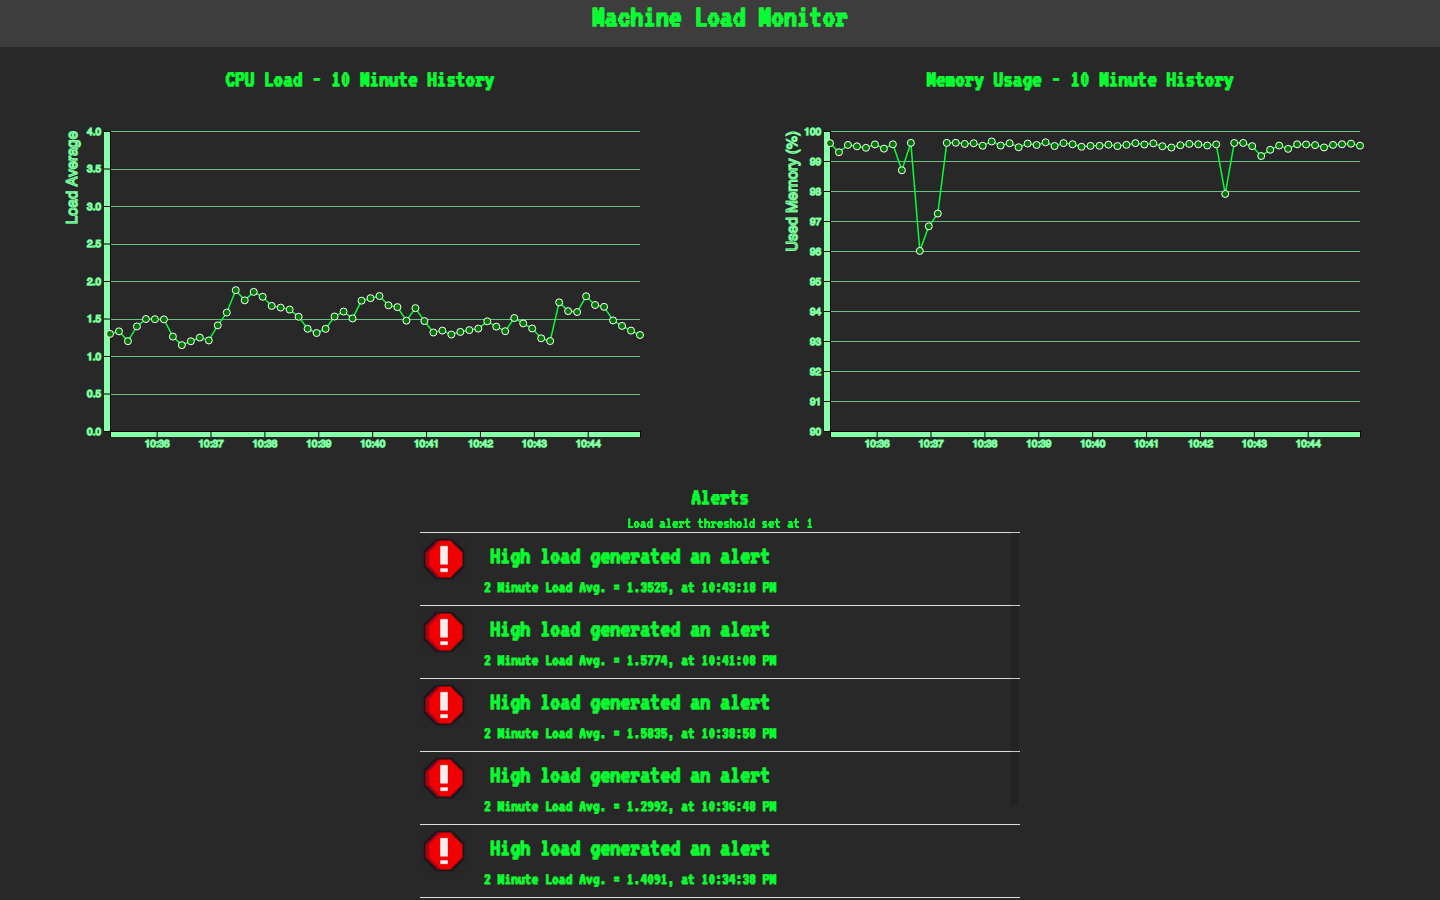 Machine Load Monitor
CPU Load - 10 Minute History
Load Average
4.0
3.5
3.0
2.5
2.0
1.5
1.0
0.5
0.0
10:36 10:37 10:38 10:39 10:40 10:41 10:42 10:43 10:44
Memory Usage - 10 Minute History
Used Memory (%)
100
99
98
97
96
95
94
93
92
91
90
10:36 10:37 10:38 10:39 10:40 10:41 10:42 10:43 10:44
Alerts
Load alert threshold set at 1
High load generated an alert
2 Minute Load Avg. = 1.3525, at 10:43:18 PM
High load generated an alert
2 Minute Load Avg. = 1.5774, at 10:41:08 PM
High load generated an alert
2 Minute Load Avg. = 1.5835, at 10:38:58 PM
High load generated an alert
2 Minute Load Avg. = 1.2992, at 10:36:48 PM
High load generated an alert
2 Minute Load Avg. = 1.4091, at 10:34:38 PM